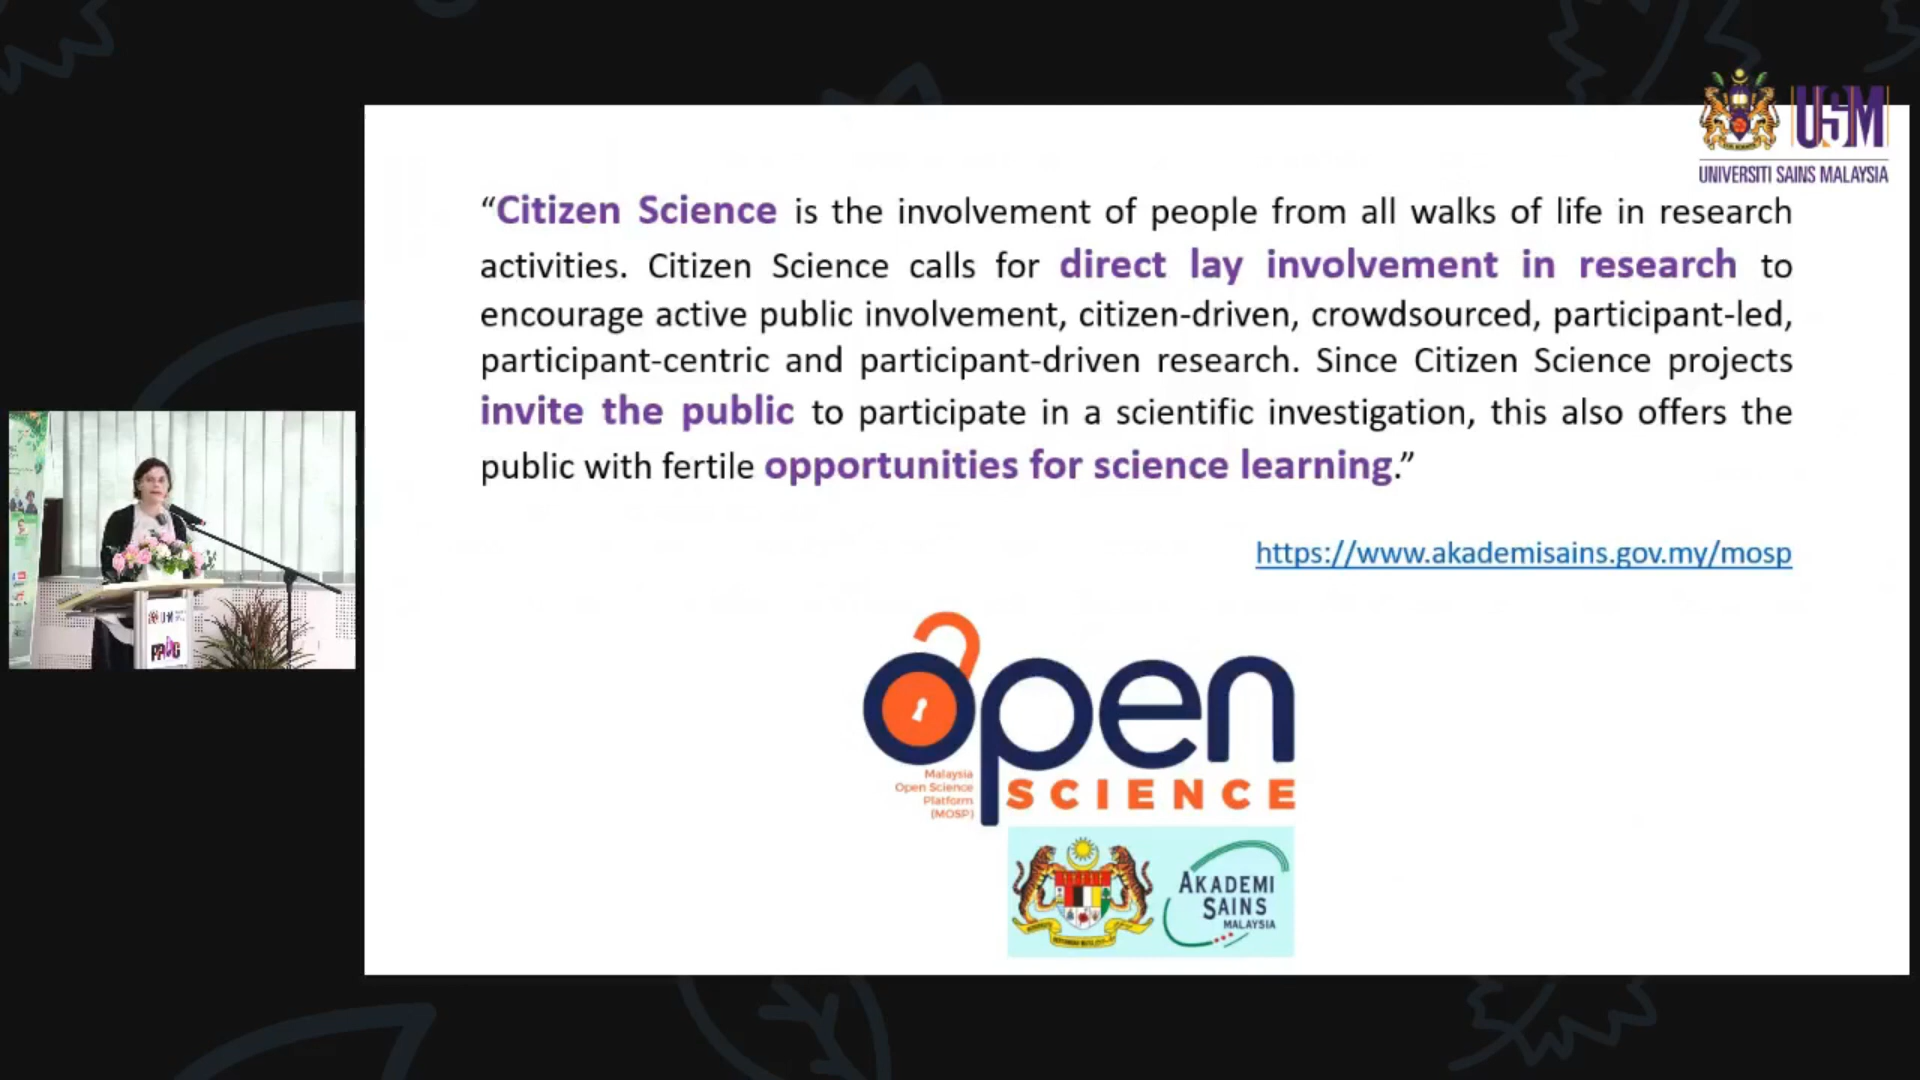 USM
UNIVERSITI SAINS MALAYSIA
“Citizen Science is the involvement of people from all walks of life in research
activities. Citizen Science calls for direct lay involvement in research to
encourage active public involvement, citizen-driven, crowdsourced, participant-led,
participant-centric and participant-driven research. Since Citizen Science projects
invite the public to participate in a scientific investigation, this also offers the
public with fertile opportunities for science learning.”
https://www.akademisains.gov.my/mosp
open
SCIENCE
Malaysia
Open Science
Platform
(MOSP)
AKADEMI
SAINS
MALAYSIA
USM